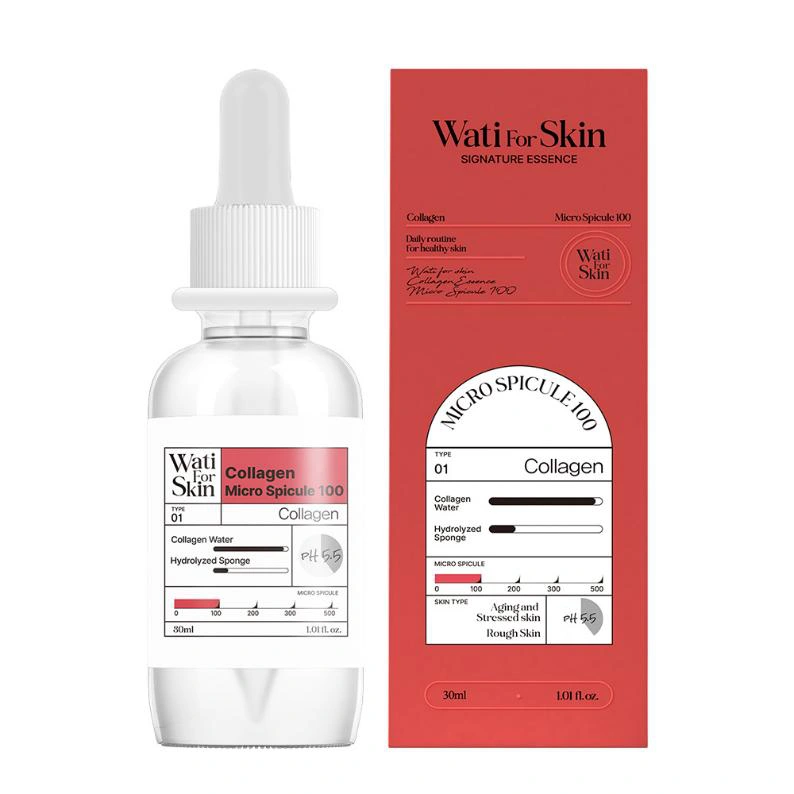 Wati
For
Skin
Collagen
Micro Spicule 100
TYPE
01
Collagen
Collagen Water
Hydrolyzed Sponge
pH 5.5
MICRO SPICULE
0 100 200 300 500
30ml 1.01 fl. oz.
Wati For Skin
SIGNATURE ESSENCE
Collagen Micro Spicule 100
Daily routine
for healthy skin
Wati for skin
Collagen Essence
Micro Spicule 100
Wati
For
Skin
MICRO SPICULE 100
TYPE
01 Collagen
Collagen
Water
Hydrolyzed
Sponge
MICRO SPICULE
0 100 200 300 500
SKIN TYPE
Aging and
Stressed skin
Rough Skin
pH 5.5
30ml 1.01 fl. oz.